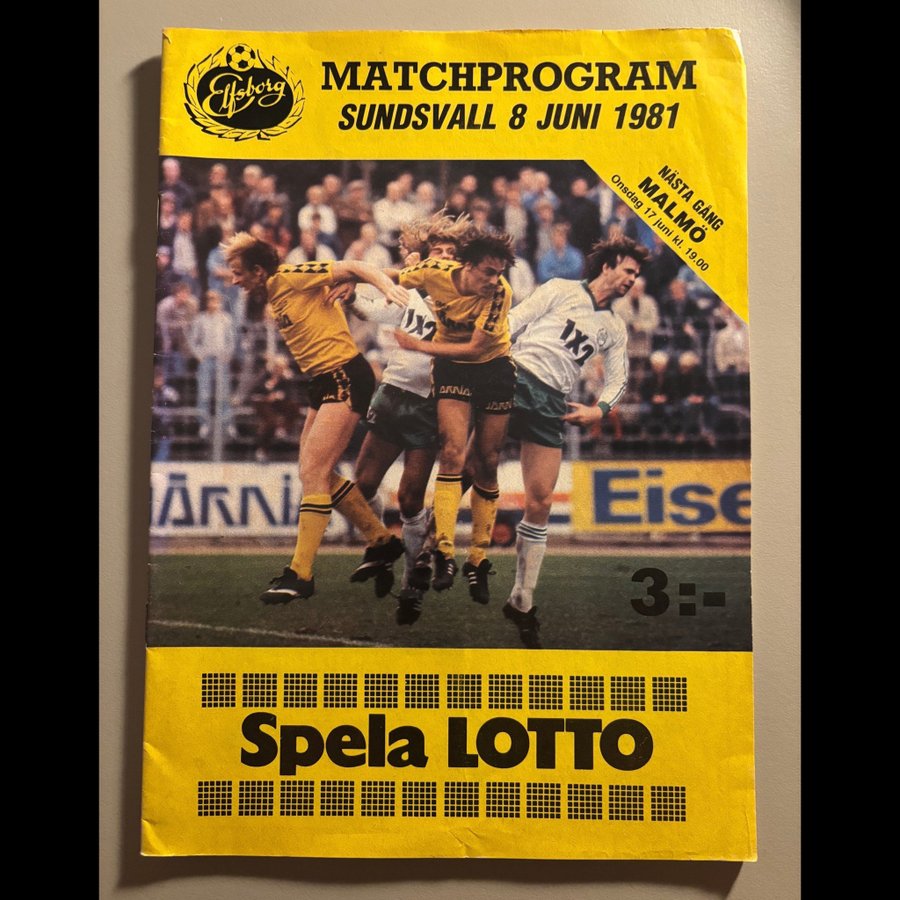 Elfsborg
MATCHPROGRAM
SUNDSVALL 8 JUNI 1981
NÄSTA GÅNG
MALMÖ
Onsdag 17 juni kl. 19.00
1X2
1X2
ÄRNIA
ÄRNI
Eise
3:-
Spela LOTTO